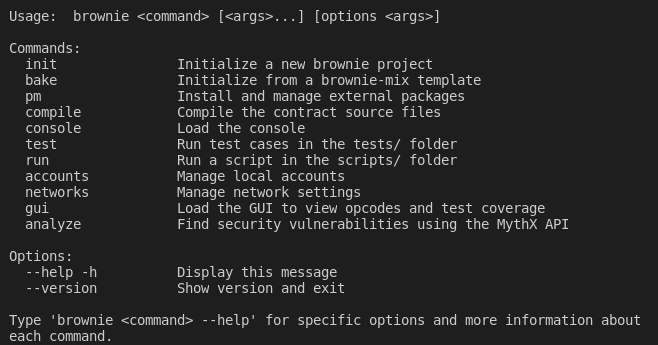 Usage:  brownie <command> [<args>...] [options <args>]
Commands:
init            Initialize a new brownie project
bake            Initialize from a brownie-mix template
pm              Install and manage external packages
compile         Compile the contract source files
console         Load the console
test            Run test cases in the tests/ folder
run             Run a script in the scripts/ folder
accounts        Manage local accounts
networks        Manage network settings
gui             Load the GUI to view opcodes and test coverage
analyze         Find security vulnerabilities using the MythX API
Options:
--help -h       Display this message
--version       Show version and exit
Type 'brownie <command> --help' for specific options and more information about
each command.